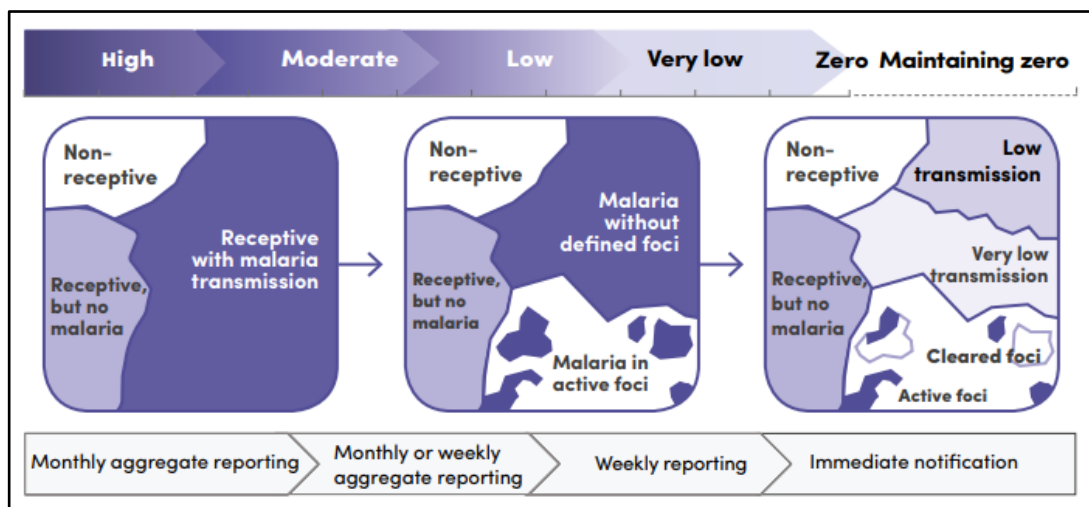 High
Moderate
Low
Very low
Zero
Maintaining zero
Non-
receptive
Receptive
with malaria
transmission
Receptive,
but no
malaria
Non-
receptive
Malaria
without
defined foci
Receptive,
but no
malaria
Malaria in
active foci
Non-
receptive
Low
transmission
Very low
transmission
Receptive,
but no
malaria
Cleared foci
Active foci
Monthly aggregate reporting
Monthly or weekly
aggregate reporting
Weekly reporting
Immediate notification